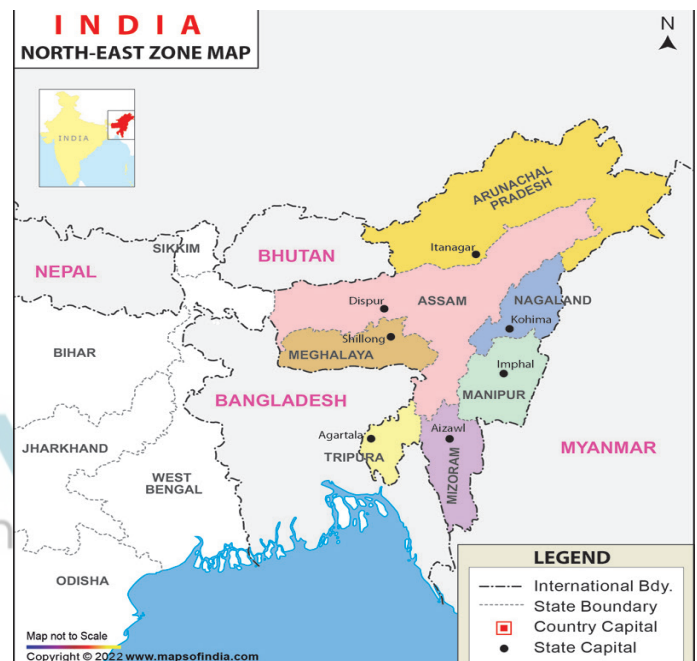 INDIA
NORTH-EAST ZONE MAP
N
INDIA
ARUNACHAL
PRADESH
SIKKIM
BHUTAN
Itanagar
NEPAL
Dispur
ASSAM
NAGALAND
Kohima
Shillong
BIHAR
MEGHALAYA
Imphal
MANIPUR
BANGLADESH
Agartala
Aizawl
JHARKHAND
TRIPURA
MYANMAR
WEST
BENGAL
MIZORAM
ODISHA
LEGEND
International Bdy.
State Boundary
Country Capital
State Capital
Map not to Scale
Copyright © 2022 www.mapsofindia.com